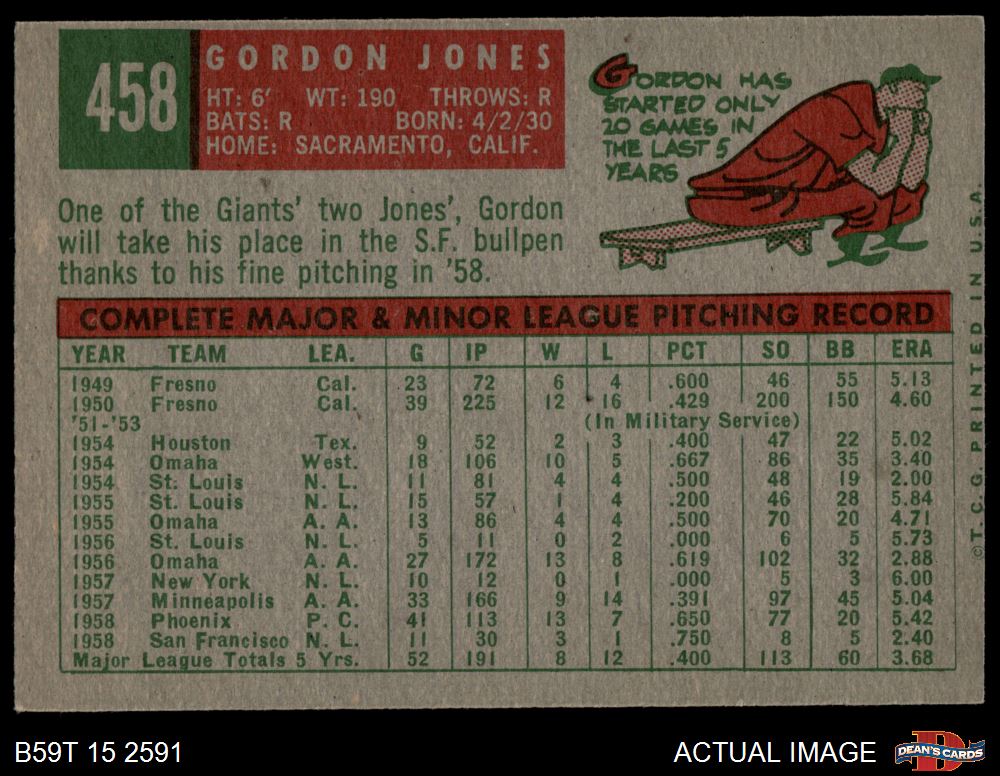 458
GORDON JONES
HT: 6' WT: 190 THROWS: R
BATS: R BORN: 4/2/30
HOME: SACRAMENTO, CALIF.
GORDON HAS
STARTED ONLY
20 GAMES IN
THE LAST 5
YEARS
One of the Giants' two Jones', Gordon
will take his place in the S.F. bullpen
thanks to his fine pitching in '58.
COMPLETE MAJOR & MINOR LEAGUE PITCHING RECORD
YEAR TEAM LEA. G IP W L PCT SO BB ERA
1949 Fresno Cal. 23 72 6 4 .600 46 55 5.13
1950 Fresno Cal. 39 225 12 16 .429 200 150 4.60
'51-'53 (In Military Service)
1954 Houston Tex. 9 52 2 3 .400 47 22 5.02
1954 Omaha West. 18 106 10 5 .667 86 35 3.40
1954 St. Louis N. L. 11 81 4 4 .500 48 19 2.00
1955 St. Louis N. L. 15 57 1 4 .200 46 28 5.84
1955 Omaha A. A. 13 86 4 4 .500 70 20 4.71
1956 St. Louis N. L. 5 11 0 2 .000 6 5 5.73
1956 Omaha A. A. 27 172 13 8 .619 102 32 2.88
1957 New York N. L. 10 12 0 1 .000 5 3 6.00
1957 Minneapolis A. A. 33 166 9 14 .391 97 45 5.04
1958 Phoenix P. C. 41 113 13 7 .650 77 20 5.42
1958 San Francisco N. L. 11 30 3 1 .750 8 5 2.40
Major League Totals 5 Yrs. 52 191 8 12 .400 113 60 3.68
©T.C.G. PRINTED IN U.S.A.
B59T 15 2591
ACTUAL IMAGE
D
DEAN'S CARDS